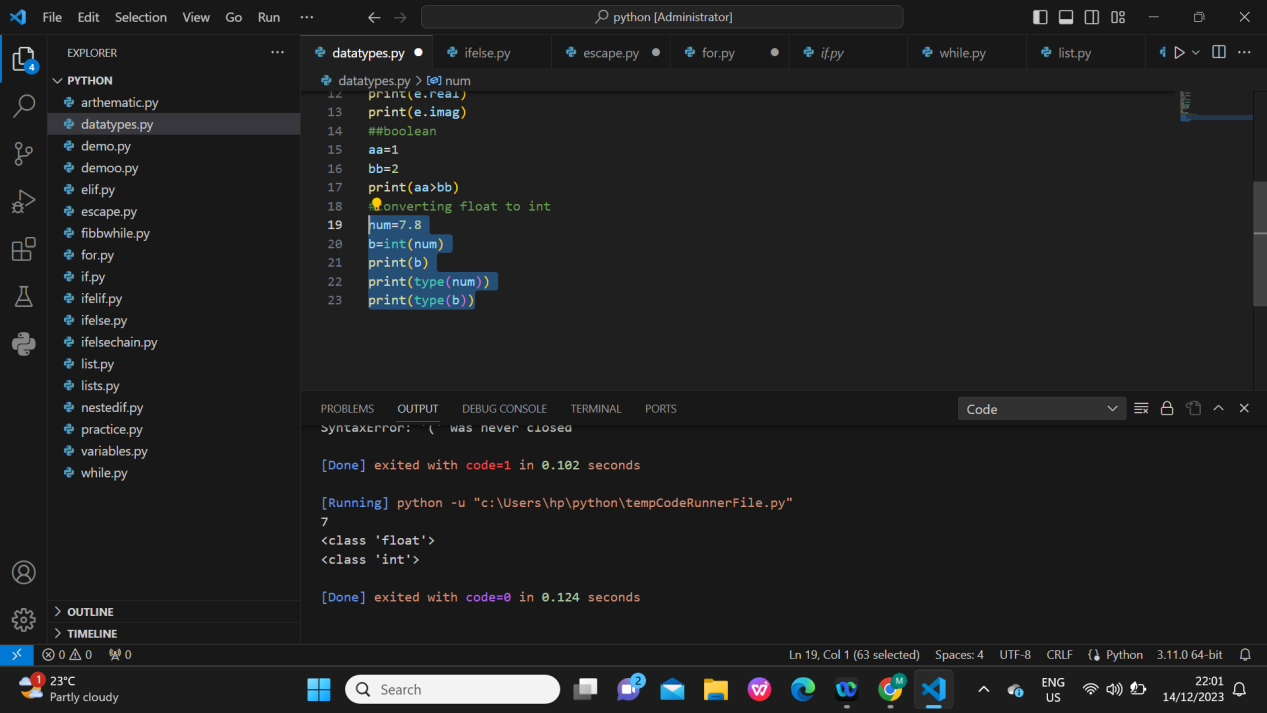 File Edit Selection View Go Run ··· python [Administrator]
EXPLORER ···
datatypes.py ifelse.py escape.py for.py if.py while.py list.py ···
datatypes.py > num
4
PYTHON
arthematic.py
datatypes.py
demo.py
demoo.py
elif.py
escape.py
fibbwhile.py
for.py
if.py
ifelif.py
ifelse.py
ifelsechain.py
list.py
lists.py
nestedif.py
practice.py
variables.py
while.py
OUTLINE
TIMELINE
12 print(e.real)
13 print(e.imag)
14 ##boolean
15 aa=1
16 bb=2
17 print(aa>bb)
18 #converting float to int
19 num=7.8
20 b=int(num)
21 print(b)
22 print(type(num))
23 print(type(b))
PROBLEMS OUTPUT DEBUG CONSOLE TERMINAL PORTS Code
SyntaxError: '(' was never closed
[Done] exited with code=1 in 0.102 seconds
[Running] python -u "c:\Users\hp\python\tempCodeRunnerFile.py"
7
<class 'float'>
<class 'int'>
[Done] exited with code=0 in 0.124 seconds
0 0 0 Ln 19, Col 1 (63 selected) Spaces: 4 UTF-8 CRLF Python 3.11.0 64-bit
1 23°C
Partly cloudy
Search
2
M
ENG
US
22:01
14/12/2023